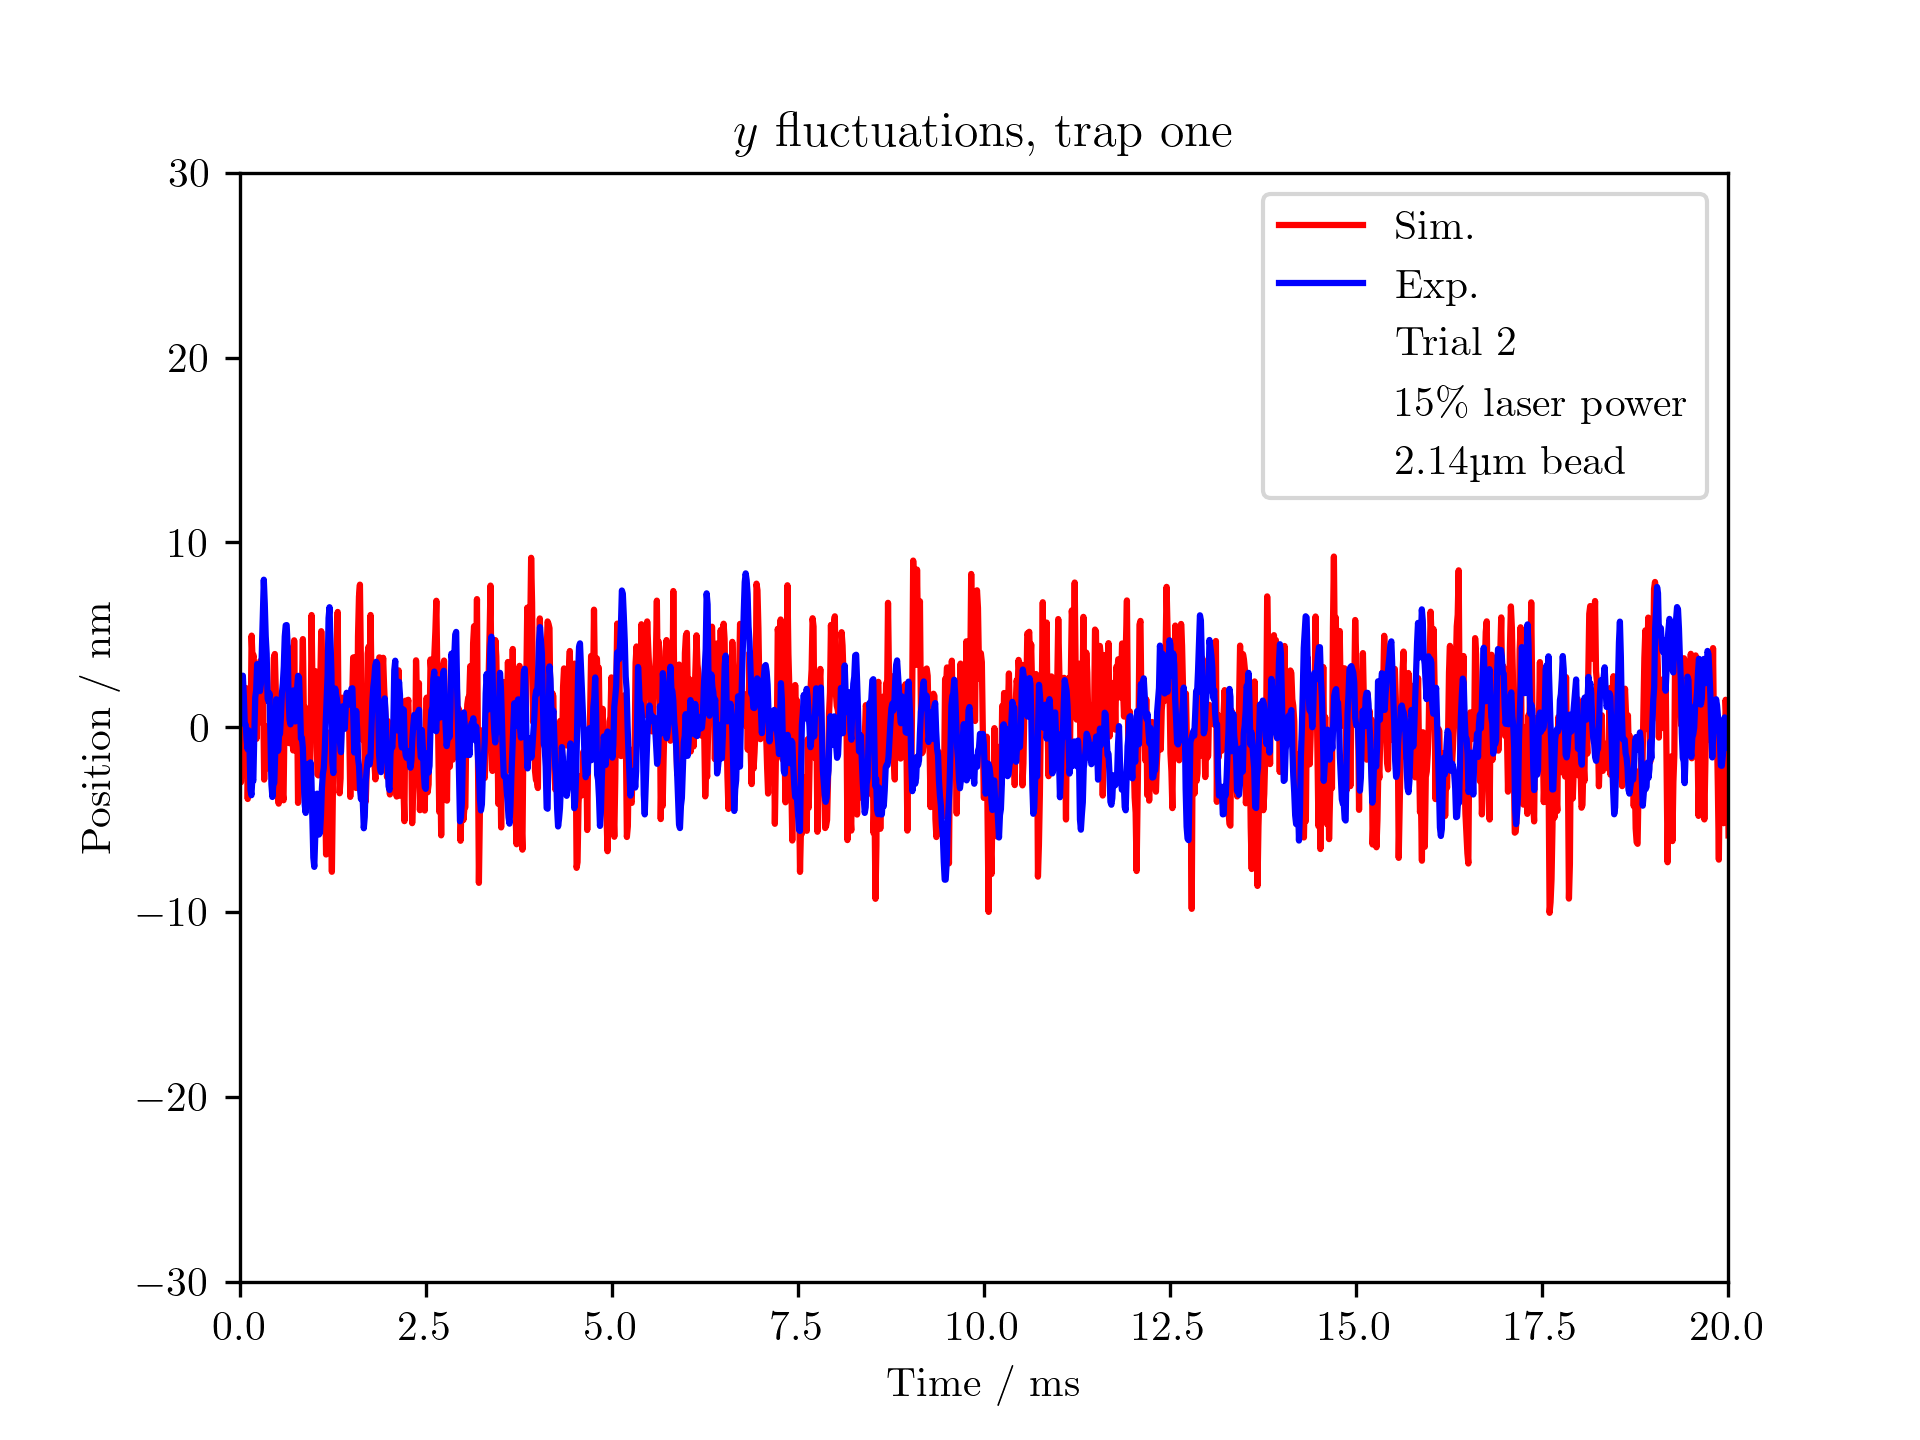 y fluctuations, trap one
Sim.
Exp.
Trial 2
15% laser power
2.14µm bead
Position / nm
30
20
10
0
−10
−20
−30
0.0 2.5 5.0 7.5 10.0 12.5 15.0 17.5 20.0
Time / ms